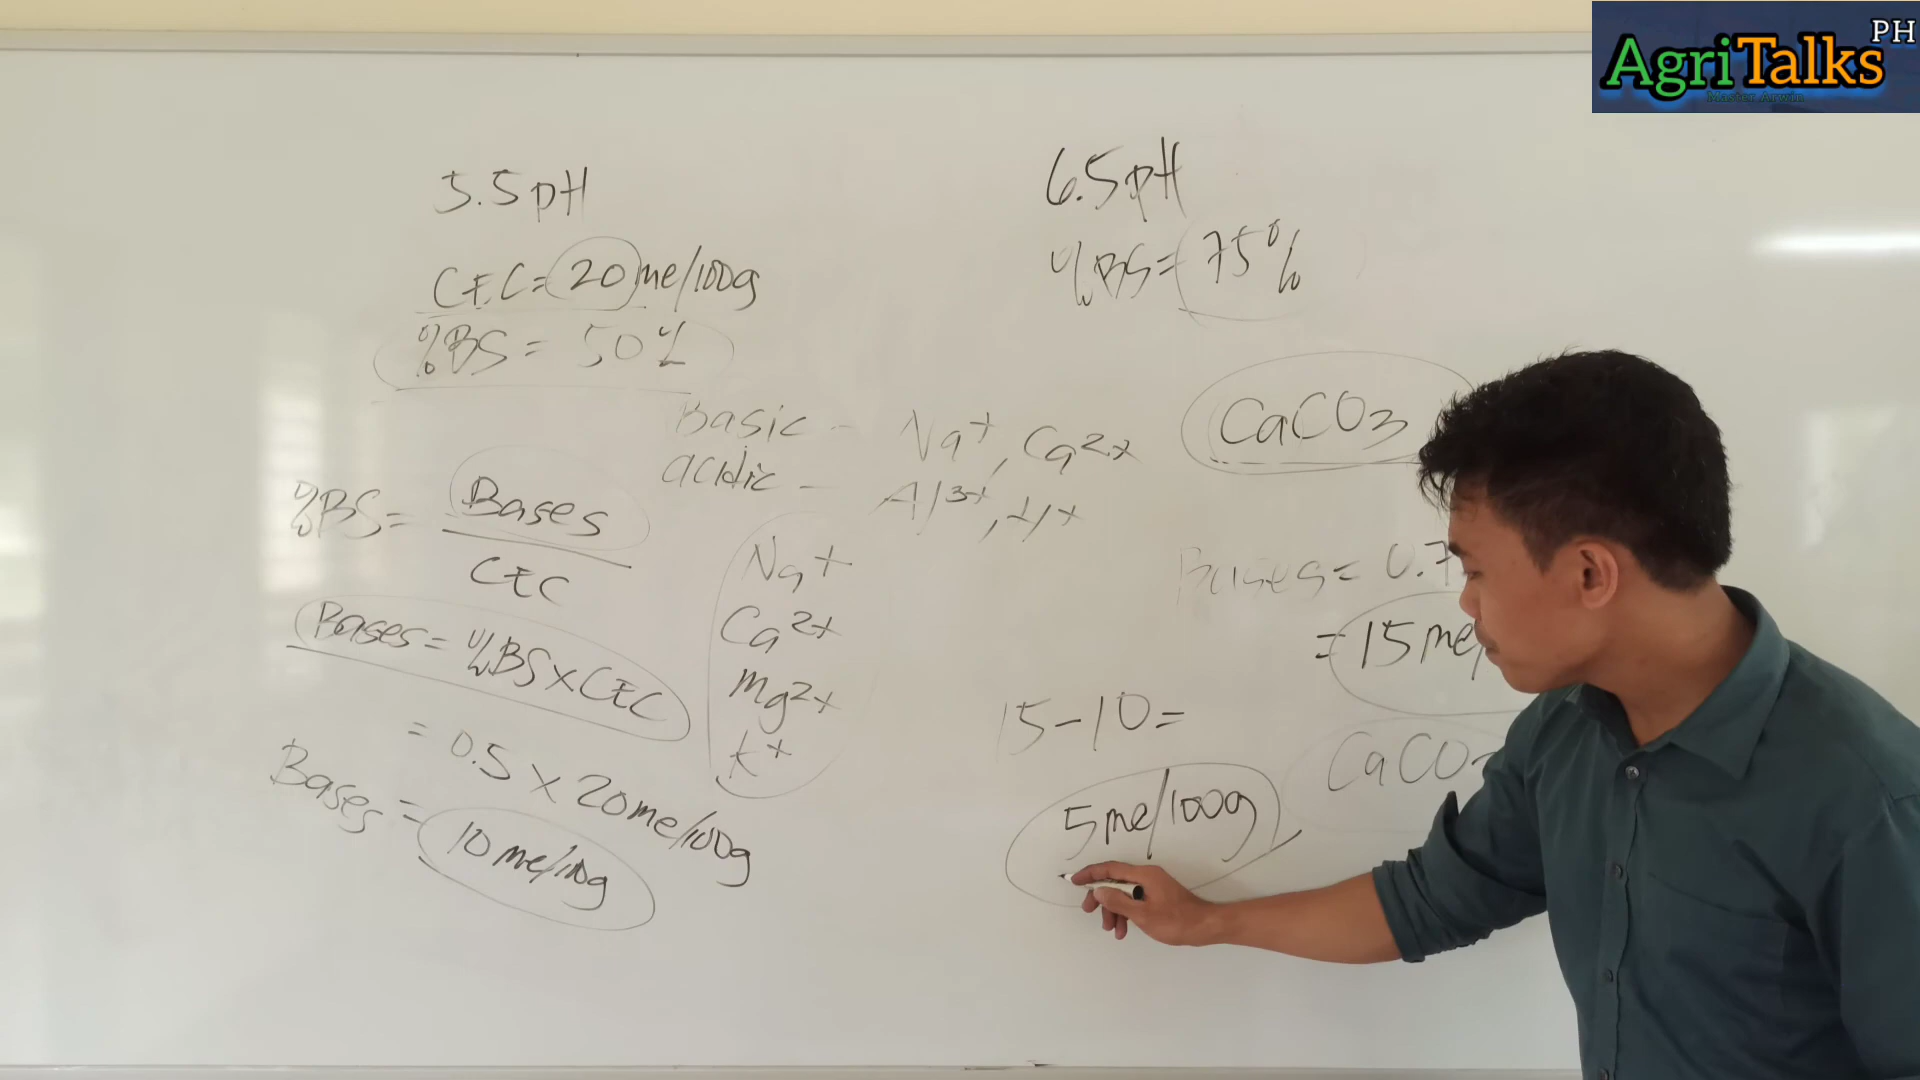 AgriTalks PH
Master Arwin
5.5 pH
CEC = 20 me/100g
%BS = 50%
%BS = Bases
CEC
Bases = %BS x CEC
= 0.5 x 20 me/100g
Bases = 10 me/100g
Basic - Na+, Ca2+
acidic - Al3+, H+
Na+
Ca2+
Mg2+
K+
6.5 pH
%BS = 75%
CaCO3
Bases = 0.7
= 15 me/
15 - 10 =
5 me/100g
CaCO